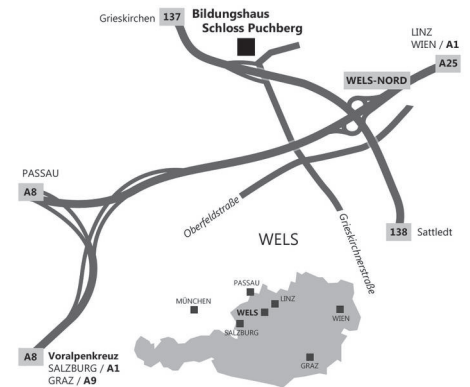 Grieskirchen 137
Bildungshaus
Schloss Puchberg
LINZ
WIEN / A1
A25
WELS-NORD
PASSAU
A8
Oberfeldstraße
Grieskirchnerstraße
138 Sattledt
WELS
PASSAU
LINZ
MÜNCHEN
WELS
WIEN
SALZBURG
GRAZ
A8 Voralpenkreuz
SALZBURG / A1
GRAZ / A9